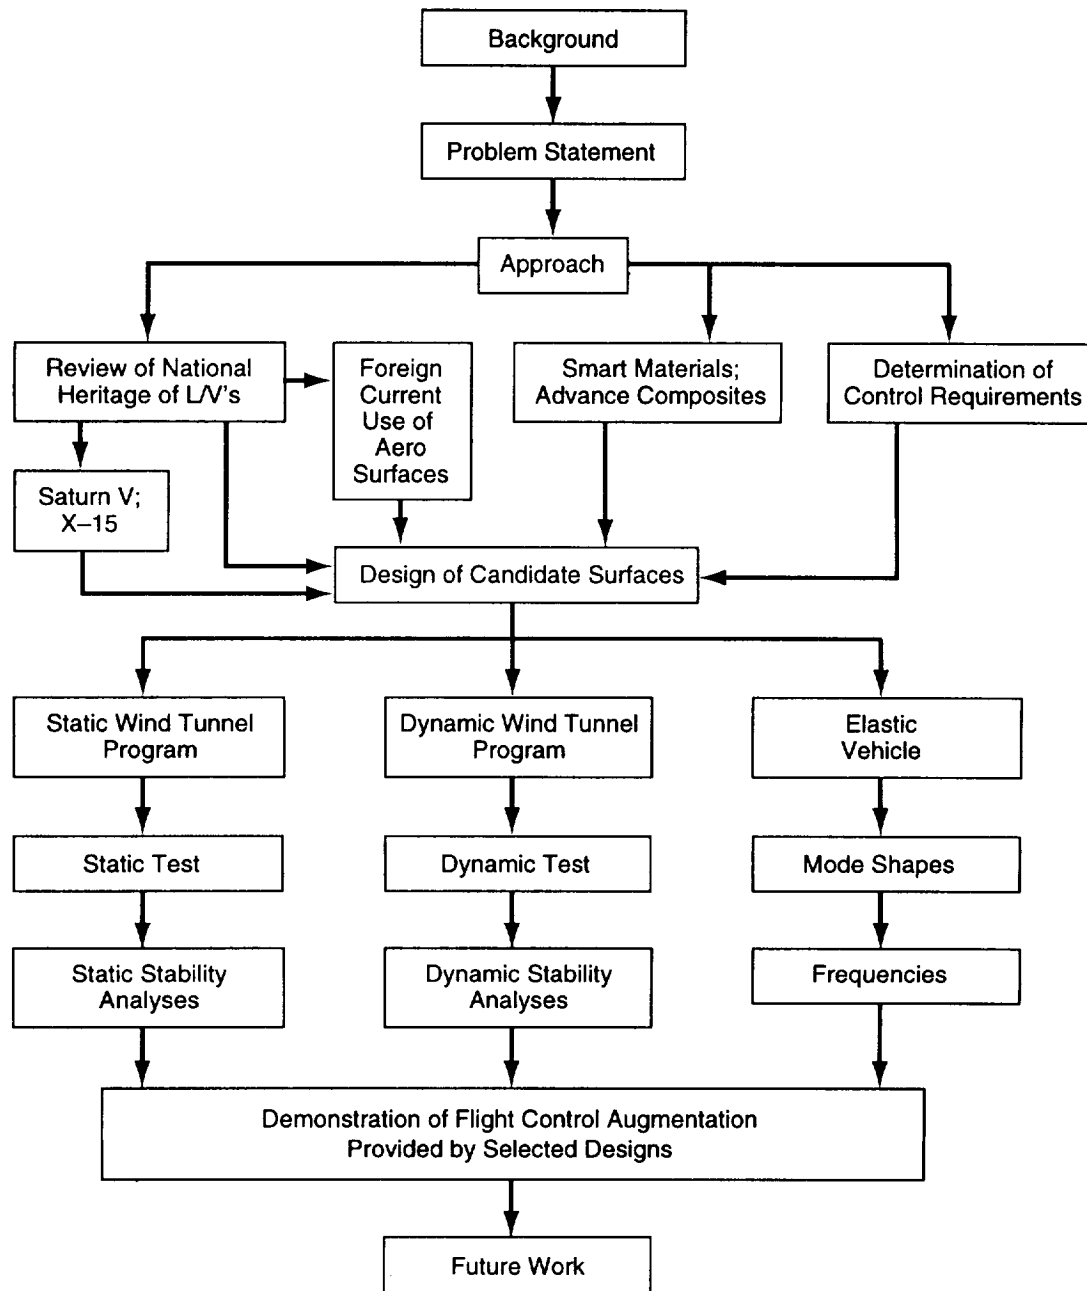 Background
Problem Statement
Approach
Review of National
Heritage of L/V's
Foreign
Current
Use of
Aero
Surfaces
Smart Materials;
Advance Composites
Determination of
Control Requirements
Saturn V;
X–15
Design of Candidate Surfaces
Static Wind Tunnel
Program
Dynamic Wind Tunnel
Program
Elastic
Vehicle
Static Test
Dynamic Test
Mode Shapes
Static Stability
Analyses
Dynamic Stability
Analyses
Frequencies
Demonstration of Flight Control Augmentation
Provided by Selected Designs
Future Work